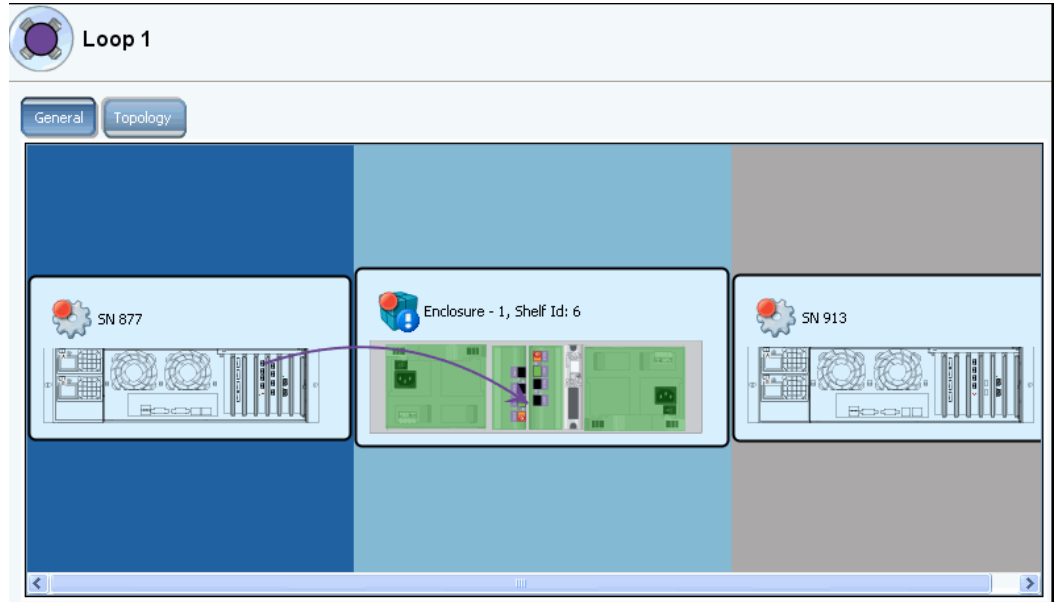 Loop 1
General
Topology
SN 877
Enclosure - 1, Shelf Id: 6
SN 913